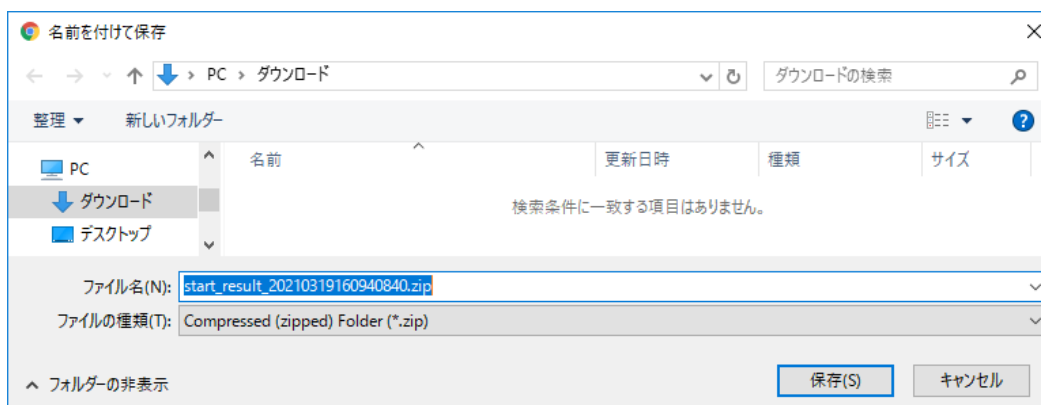 名前を付けて保存
PC › ダウンロード ダウンロードの検索
整理 新しいフォルダー
名前 更新日時 種類 サイズ
PC
ダウンロード
デスクトップ
検索条件に一致する項目はありません。
ファイル名(N): start_result_20210319160940840.zip
ファイルの種類(T): Compressed (zipped) Folder (*.zip)
フォルダーの非表示 保存(S) キャンセル